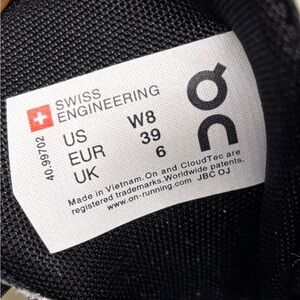 SWISS
ENGINEERING
US W8
EUR 39
UK 6
Made in Vietnam. On and CloudTec are
registered trademarks. Worldwide patents.
www.on-running.com JBC OJ
40-99702